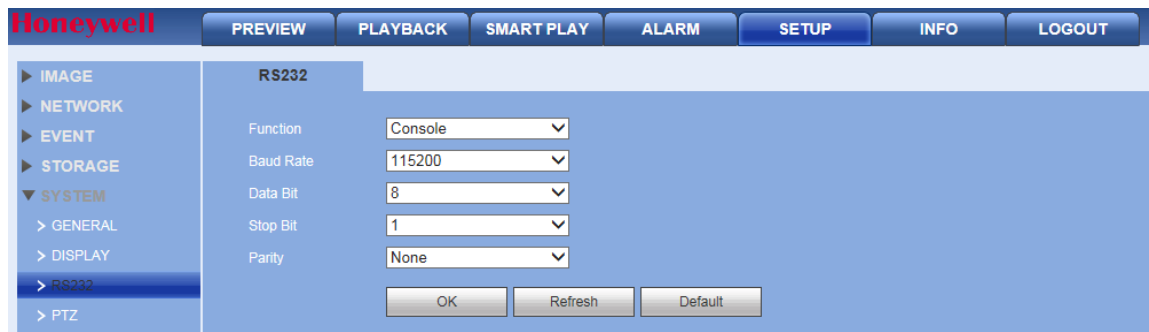 Honeywell
PREVIEW PLAYBACK SMART PLAY ALARM SETUP INFO LOGOUT
IMAGE
NETWORK
EVENT
STORAGE
SYSTEM
GENERAL
DISPLAY
RS232
PTZ
RS232
Function Console
Baud Rate 115200
Data Bit 8
Stop Bit 1
Parity None
OK Refresh Default